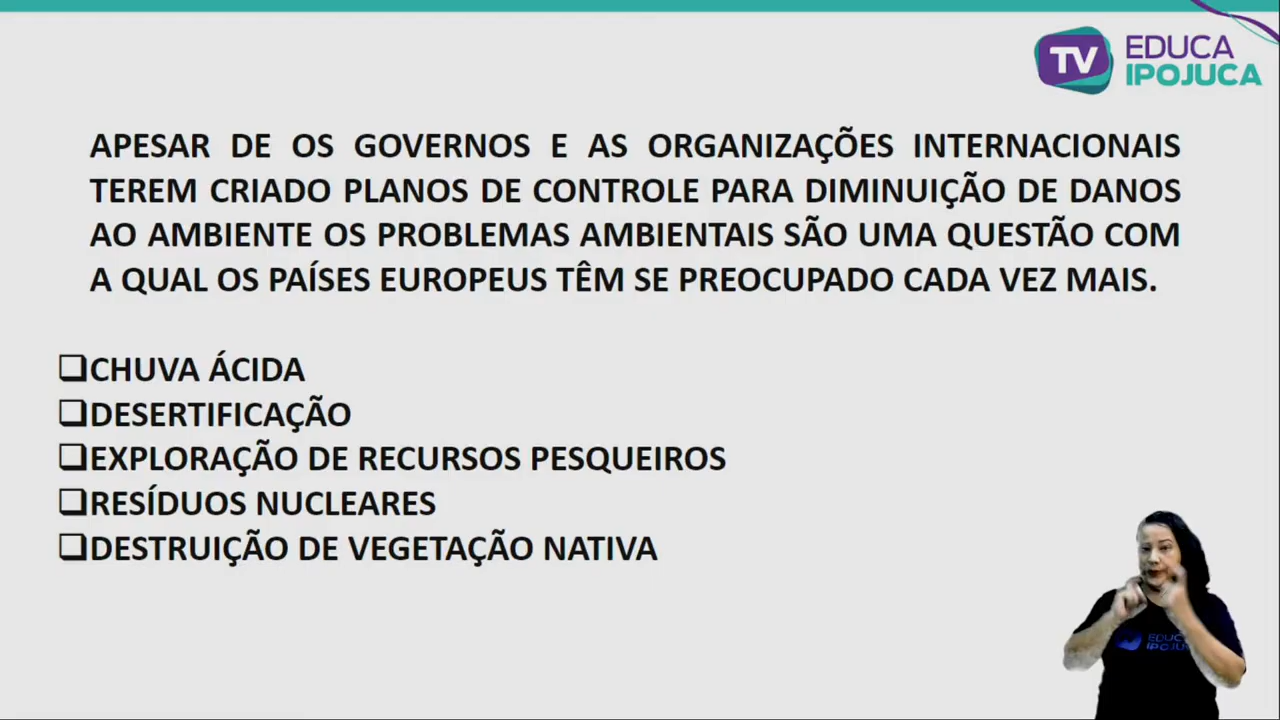 TV EDUCA
IPOJUCA
APESAR DE OS GOVERNOS E AS ORGANIZAÇÕES INTERNACIONAIS
TEREM CRIADO PLANOS DE CONTROLE PARA DIMINUIÇÃO DE DANOS
AO AMBIENTE OS PROBLEMAS AMBIENTAIS SÃO UMA QUESTÃO COM
A QUAL OS PAÍSES EUROPEUS TÊM SE PREOCUPADO CADA VEZ MAIS.
❑CHUVA ÁCIDA
❑DESERTIFICAÇÃO
❑EXPLORAÇÃO DE RECURSOS PESQUEIROS
❑RESÍDUOS NUCLEARES
❑DESTRUIÇÃO DE VEGETAÇÃO NATIVA